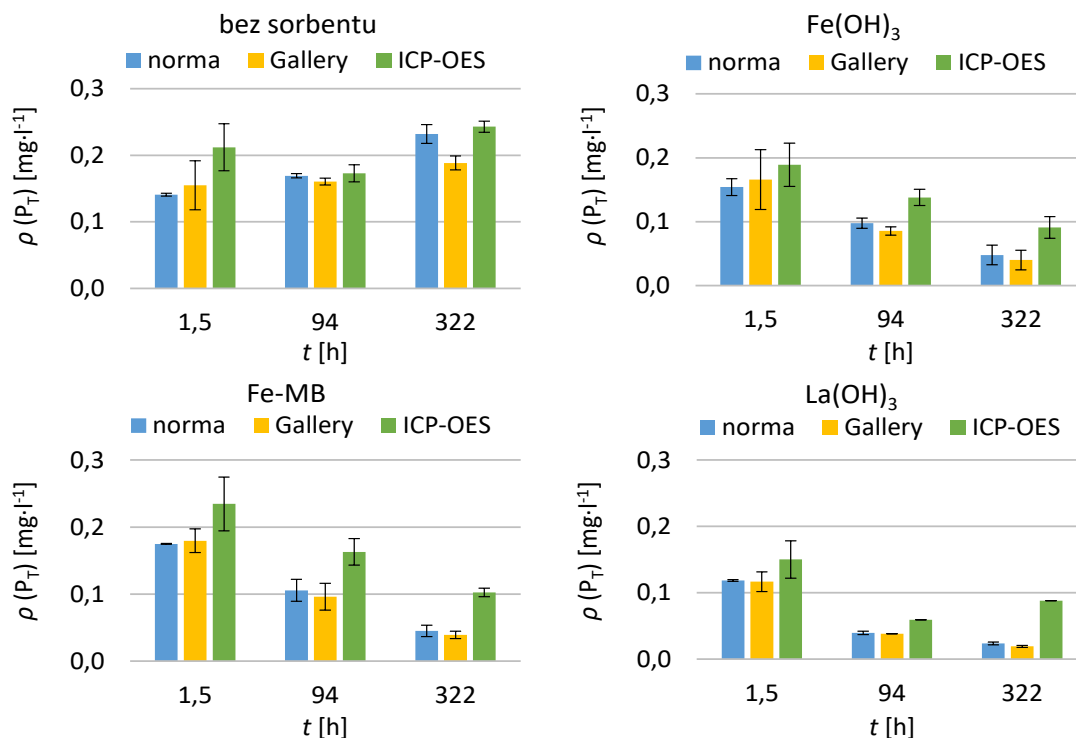 bez sorbentu
norma Gallery ICP-OES
0,3
0,2
0,1
0,0
ρ (P_T) [mg·l⁻¹]
1,5 94 322
t [h]
Fe(OH)₃
norma Gallery ICP-OES
0,3
0,2
0,1
0,0
ρ (P_T) [mg·l⁻¹]
1,5 94 322
t [h]
Fe-MB
norma Gallery ICP-OES
0,3
0,2
0,1
0,0
ρ (P_T) [mg·l⁻¹]
1,5 94 322
t [h]
La(OH)₃
norma Gallery ICP-OES
0,3
0,2
0,1
0,0
ρ (P_T) [mg·l⁻¹]
1,5 94 322
t [h]